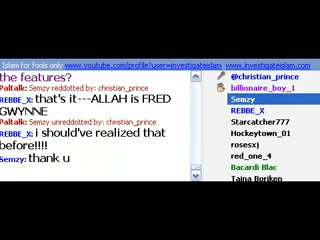 Islam for fools only www.youtube.com/profile?user=investigateislam www.investigateislam.com
the features?
Paltalk: Semzy reddotted by: christian_prince
REBBE_X: that's it---ALLAH is FRED
GWYNNE
Paltalk: Semzy unreddotted by: christian_prince
REBBE_X: i should've realized that
before!!!!
Semzy: thank u
@christian_prince
billionaire_boy_1
Semzy
REBBE_X
Starcatcher777
Hockeytown_01
rosesxj
red_one_4
Bacardi Blac
Taina Boriken